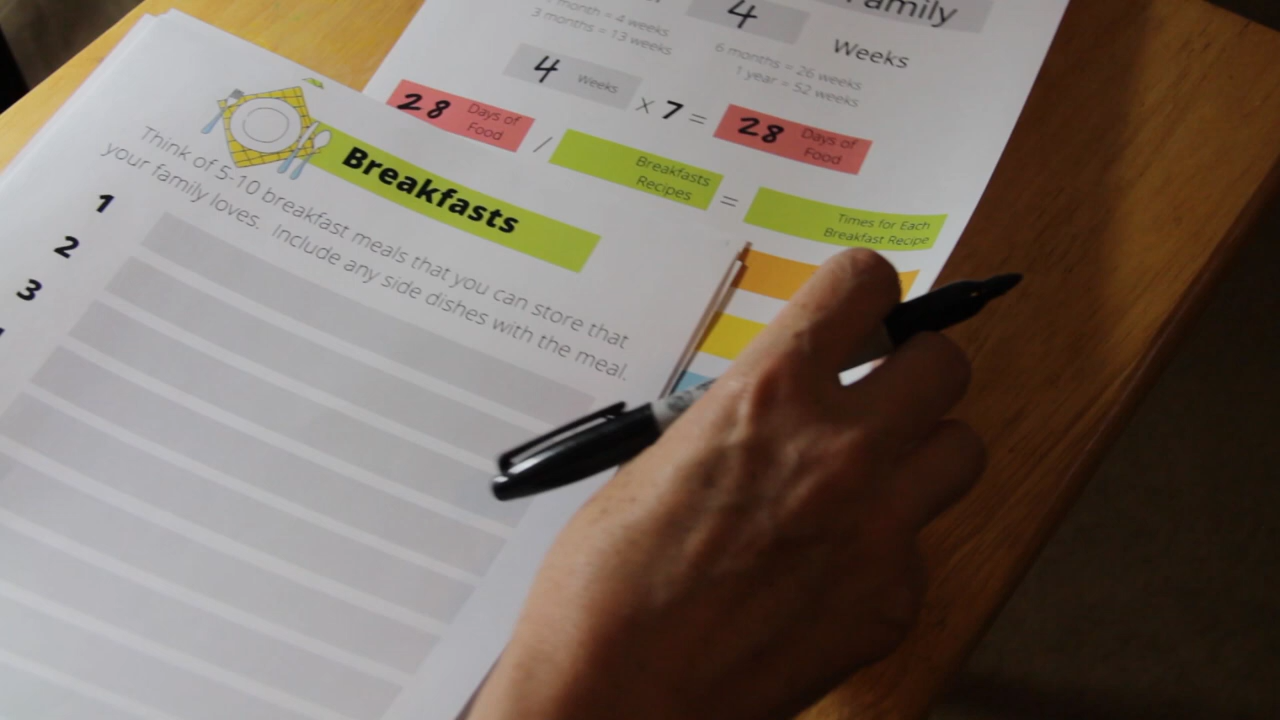 4
Family
1 month = 4 weeks
3 months = 13 weeks
6 months = 26 weeks
1 year = 52 weeks
Weeks
4 Weeks x 7 = 28 Days of Food
28 Days of Food / Breakfasts Recipes = Times for Each Breakfast Recipe
Breakfasts
Think of 5-10 breakfast meals that you can store that
your family loves. Include any side dishes with the meal.
1
2
3